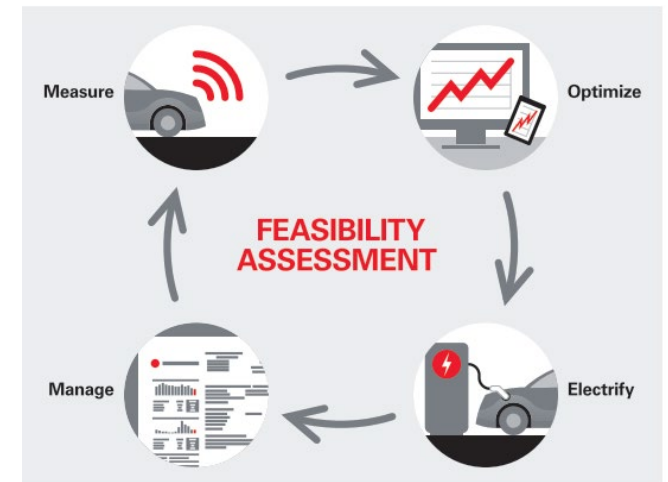 Measure
Optimize
FEASIBILITY
ASSESSMENT
Manage
Electrify